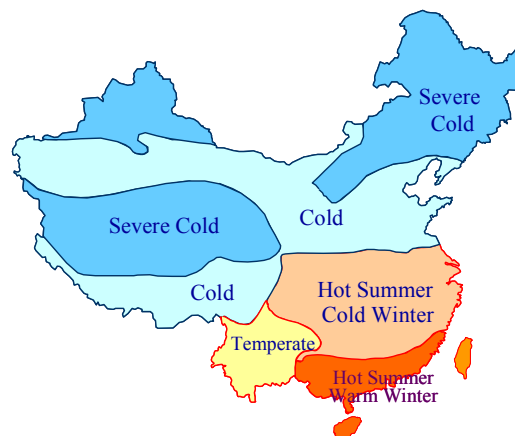 Severe
Cold
Cold
Severe Cold
Cold
Hot Summer
Cold Winter
Temperate
Hot Summer
Warm Winter